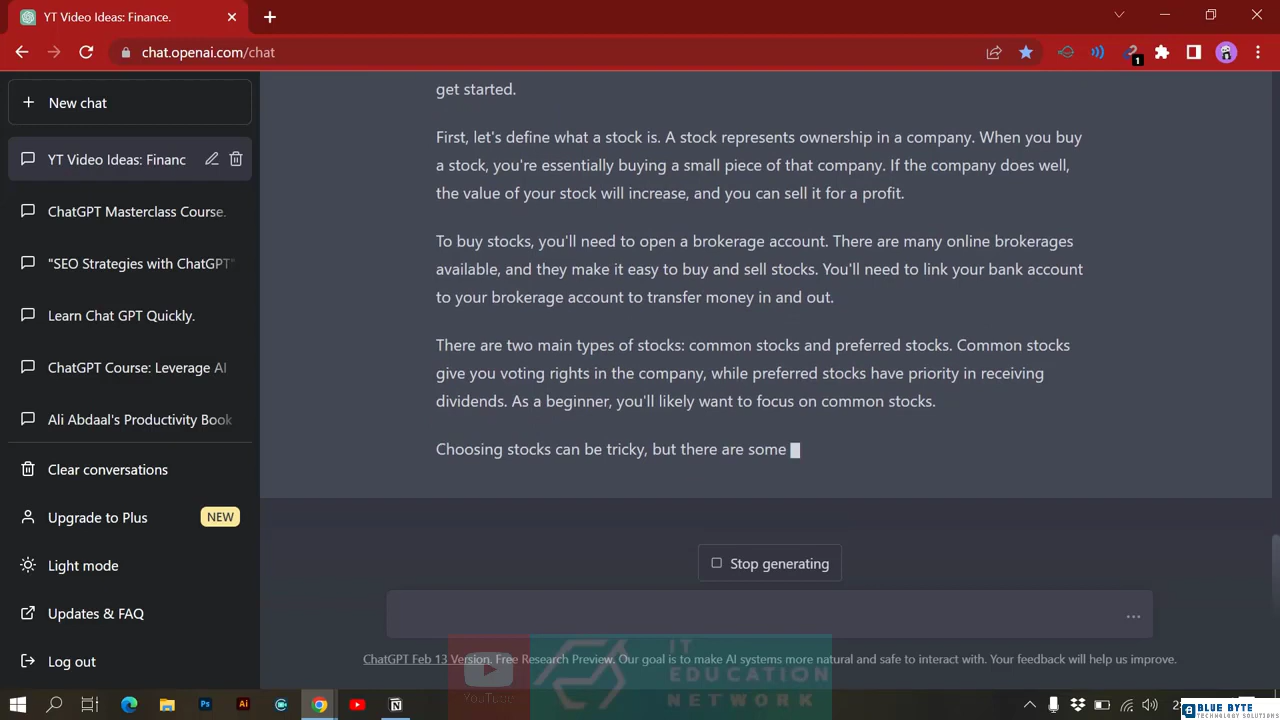 YT Video Ideas: Finance.
chat.openai.com/chat
1
New chat
YT Video Ideas: Financ
ChatGPT Masterclass Course.
"SEO Strategies with ChatGPT"
Learn Chat GPT Quickly.
ChatGPT Course: Leverage AI
Ali Abdaal's Productivity Book
Clear conversations
Upgrade to Plus NEW
Light mode
Updates & FAQ
Log out
get started.
First, let's define what a stock is. A stock represents ownership in a company. When you buy
a stock, you're essentially buying a small piece of that company. If the company does well,
the value of your stock will increase, and you can sell it for a profit.
To buy stocks, you'll need to open a brokerage account. There are many online brokerages
available, and they make it easy to buy and sell stocks. You'll need to link your bank account
to your brokerage account to transfer money in and out.
There are two main types of stocks: common stocks and preferred stocks. Common stocks
give you voting rights in the company, while preferred stocks have priority in receiving
dividends. As a beginner, you'll likely want to focus on common stocks.
Choosing stocks can be tricky, but there are some
Stop generating
ChatGPT Feb 13 Version. Free Research Preview. Our goal is to make AI systems more natural and safe to interact with. Your feedback will help us improve.
YouTube
IT
EDUCATION
NETWORK
Ps
Ai
BLUE BYTE
TECHNOLOGY SOLUTIONS